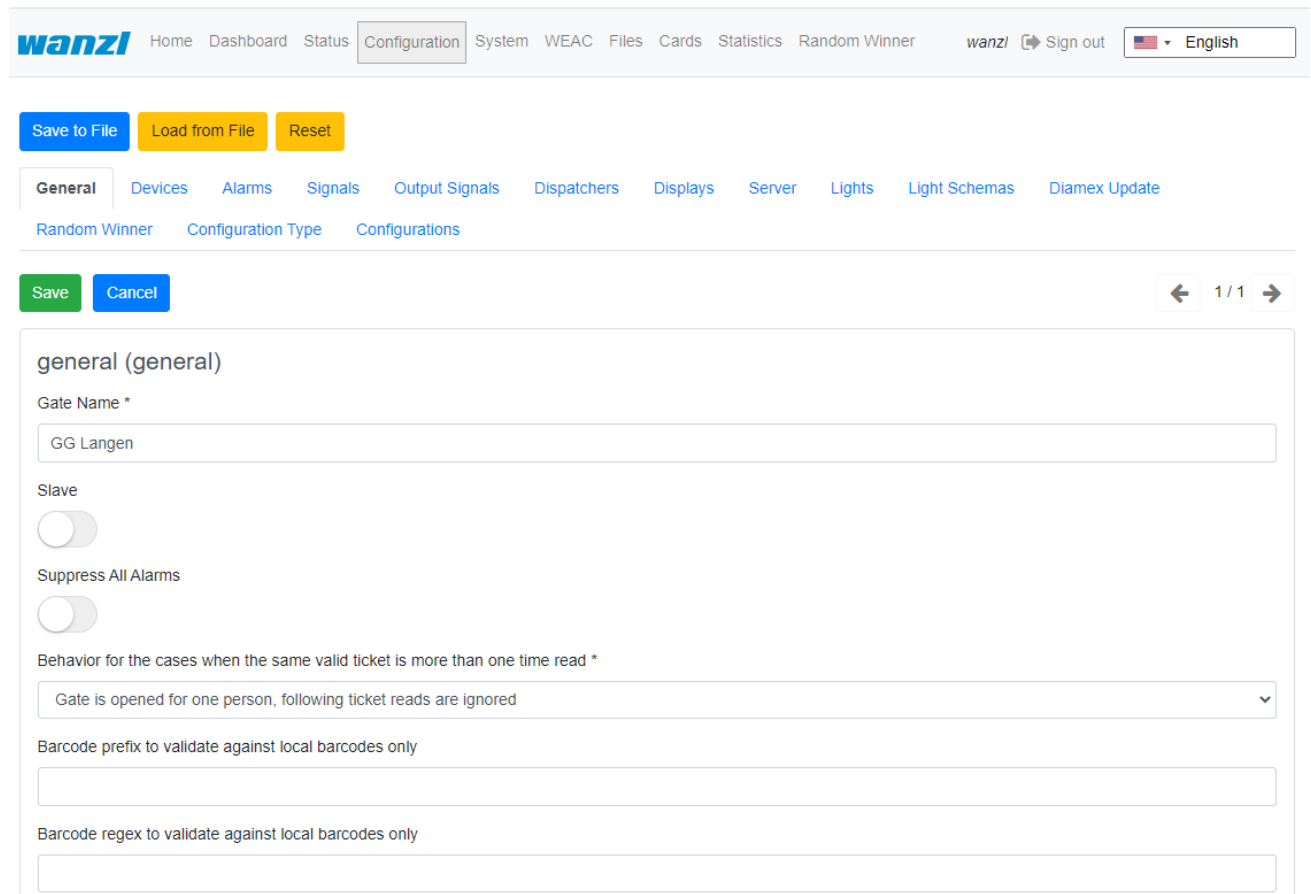 wanzl Home Dashboard Status Configuration System WEAC Files Cards Statistics Random Winner wanzl Sign out English
Save to File Load from File Reset
General Devices Alarms Signals Output Signals Dispatchers Displays Server Lights Light Schemas Diamex Update
Random Winner Configuration Type Configurations
Save Cancel 1 / 1
general (general)
Gate Name *
GG Langen
Slave
Suppress All Alarms
Behavior for the cases when the same valid ticket is more than one time read *
Gate is opened for one person, following ticket reads are ignored
Barcode prefix to validate against local barcodes only
Barcode regex to validate against local barcodes only